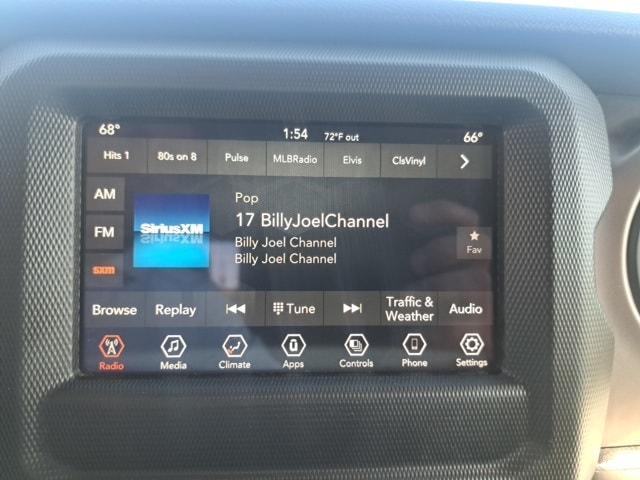 68° 1:54 72°F out 66°
Hits 1 80s on 8 Pulse MLBRadio Elvis ClsVinyl
AM
FM
sxm
SiriusXM
Pop
17 BillyJoelChannel
Billy Joel Channel
Billy Joel Channel
Fav
Browse Replay Tune Traffic &
Weather Audio
Radio Media Climate Apps Controls Phone Settings